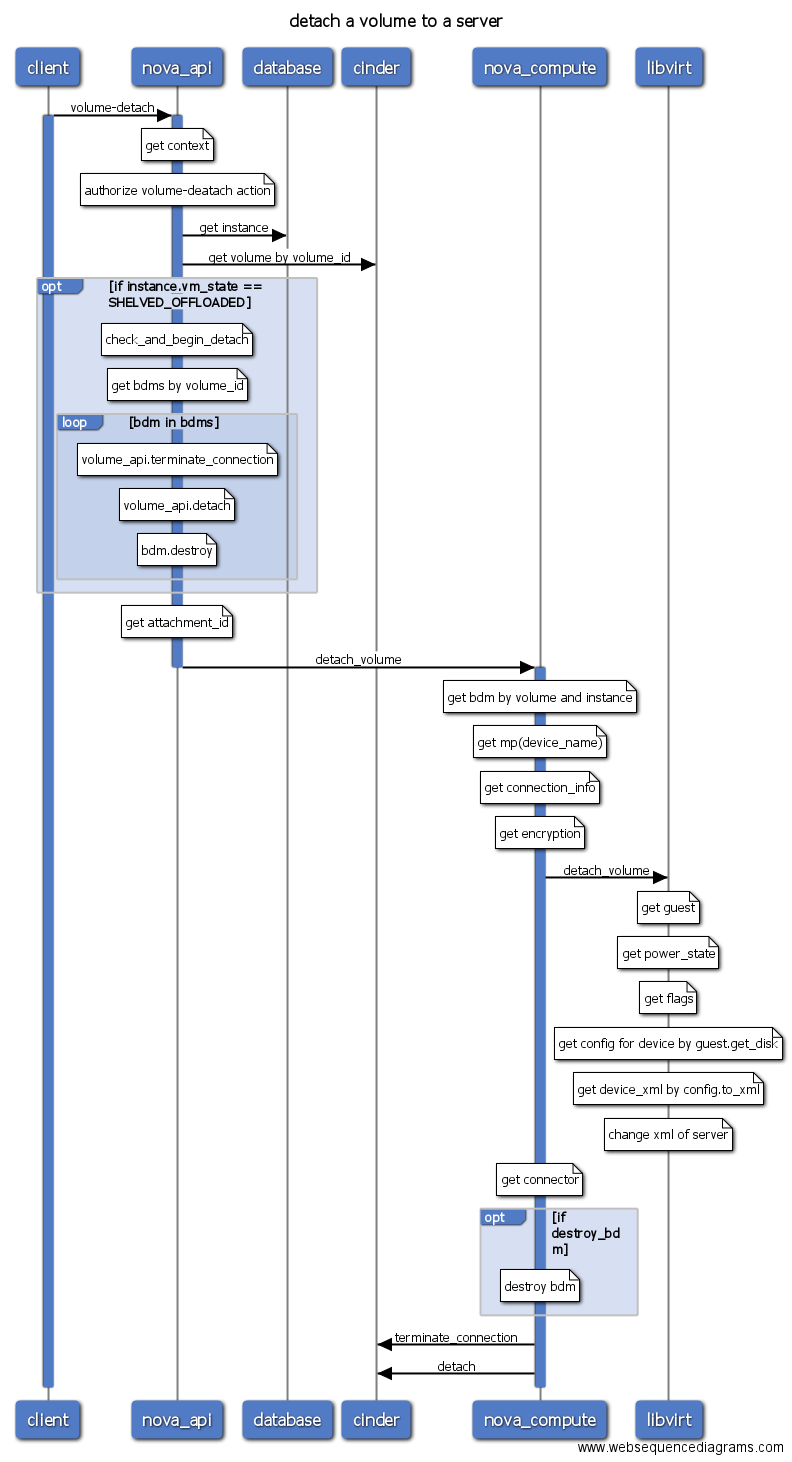 detach a volume to a server
client nova_api database cinder nova_compute libvirt
volume-detach
get context
authorize volume-deatach action
get instance
get volume by volume_id
opt [if instance.vm_state ==
SHELVED_OFFLOADED]
check_and_begin_detach
get bdms by volume_id
loop [bdm in bdms]
volume_api.terminate_connection
volume_api.detach
bdm.destroy
get attachment_id
detach_volume
get bdm by volume and instance
get mp(device_name)
get connection_info
get encryption
detach_volume
get guest
get power_state
get flags
get config for device by guest.get_disk
get device_xml by config.to_xml
change xml of server
get connector
opt [if
destroy_bd
m]
destroy bdm
terminate_connection
detach
client nova_api database cinder nova_compute libvirt
www.websequencediagrams.com